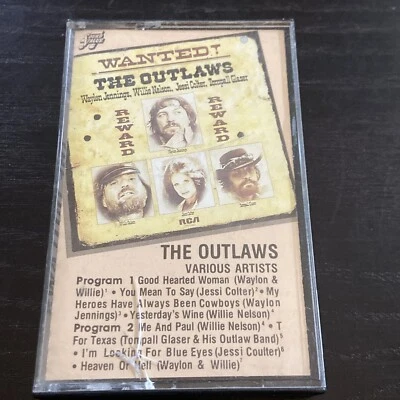 WANTED!
THE OUTLAWS
Waylon Jennings, Willie Nelson, Jessi Colter, Tompall Glaser
REWARD
REWARD
RCA
THE OUTLAWS
VARIOUS ARTISTS
Program 1 Good Hearted Woman (Waylon &
Willie)¹ • You Mean To Say (Jessi Colter)² • My
Heroes Have Always Been Cowboys (Waylon
Jennings)³ • Yesterday's Wine (Willie Nelson)⁴ •
Program 2 Me And Paul (Willie Nelson)⁴ • T
For Texas (Tompall Glaser & His Outlaw Band)⁵
• I'm Looking For Blue Eyes (Jessi Coulter)⁶
• Heaven Or Hell (Waylon & Willie)⁷